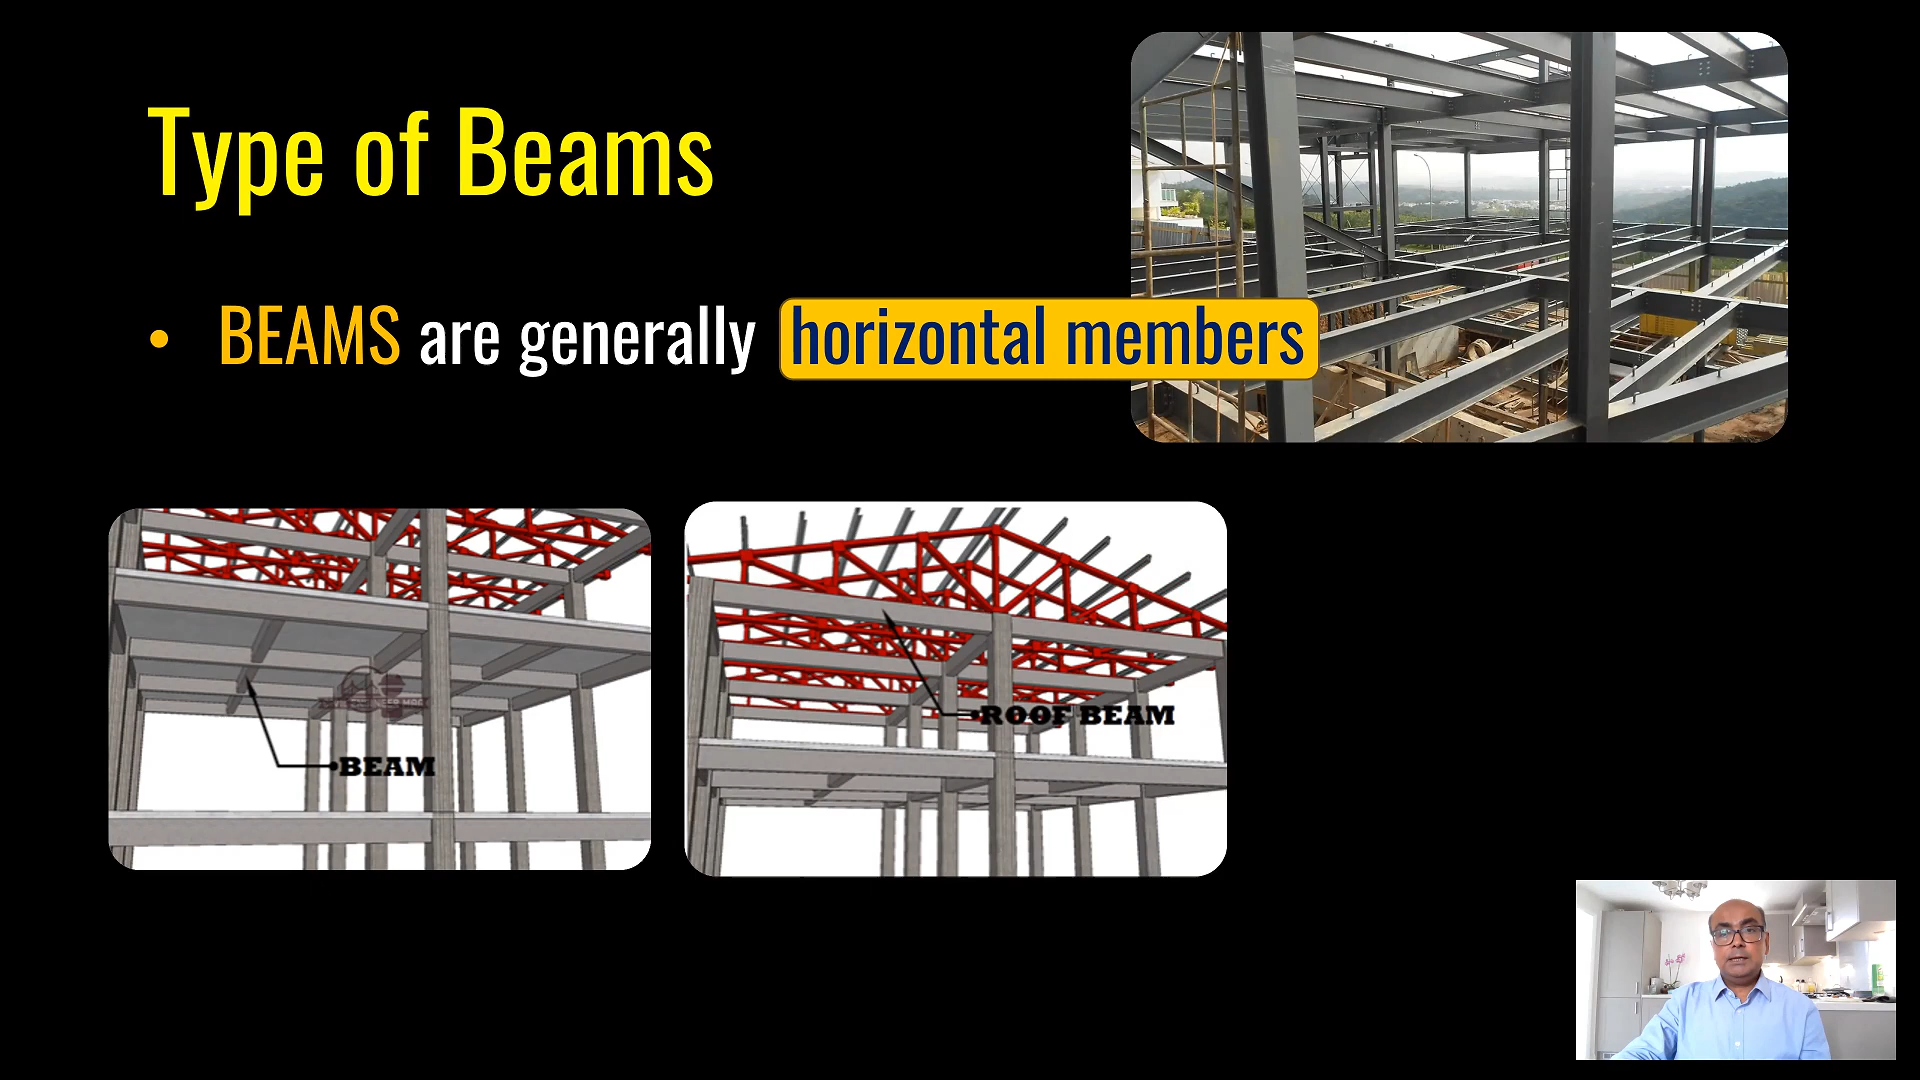 Type of Beams
• BEAMS are generally horizontal members
BEAM
ROOF BEAM